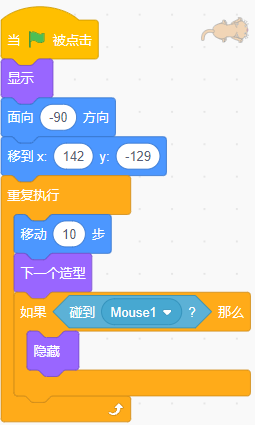 当 被点击
显示
面向 -90 方向
移到 x: 142 y: -129
重复执行
移动 10 步
下一个造型
如果 碰到 Mouse1 ? 那么
隐藏